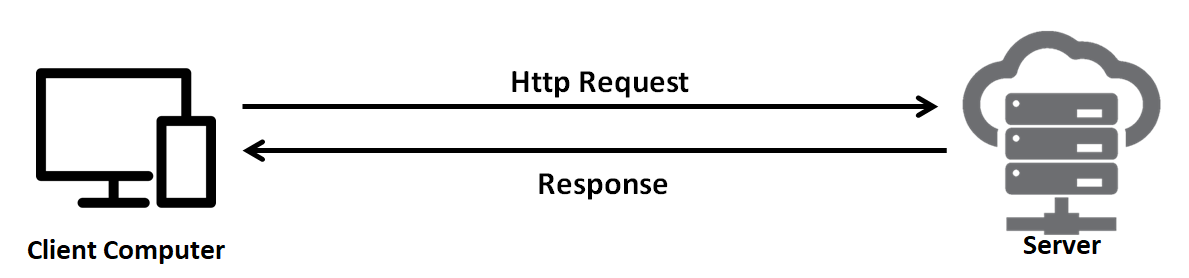 Http Request
Response
Client Computer
Server